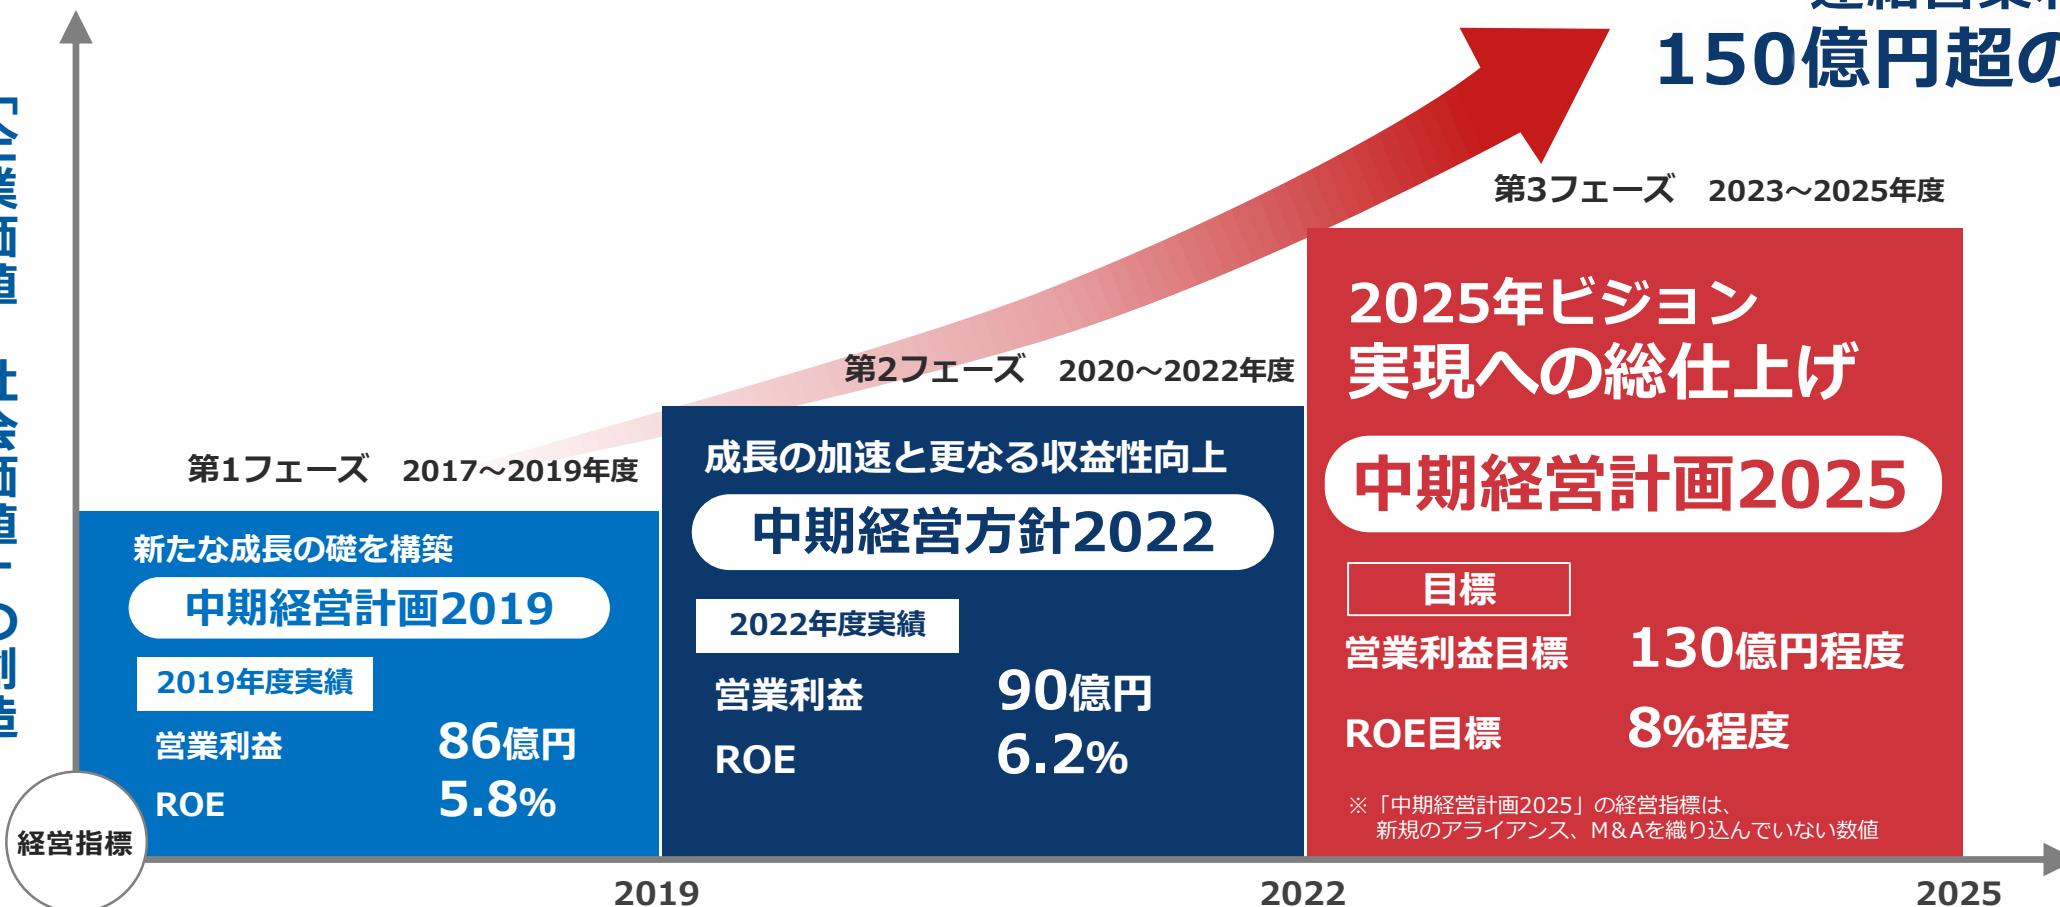 150億円超の
第3フェーズ　2023～2025年度
2025年ビジョン
実現への総仕上げ
中期経営計画2025
目標
営業利益目標　130億円程度
ROE目標　8%程度
※「中期経営計画2025」の経営指標は、
新規のアライアンス、M&Aを織り込んでいない数値
第2フェーズ　2020～2022年度
成長の加速と更なる収益性向上
中期経営方針2022
2022年度実績
営業利益　90億円
ROE　6.2%
第1フェーズ　2017～2019年度
新たな成長の礎を構築
中期経営計画2019
2019年度実績
営業利益　86億円
ROE　5.8%
「企業価値　社会価値」の創造
経営指標
2019
2022
2025